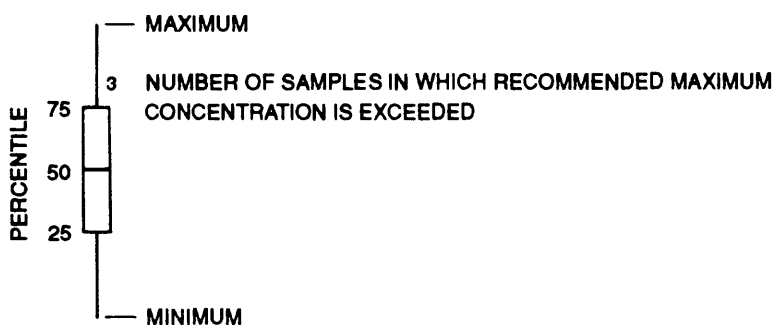 MAXIMUM
3 NUMBER OF SAMPLES IN WHICH RECOMMENDED MAXIMUM
CONCENTRATION IS EXCEEDED
PERCENTILE
75
50
25
MINIMUM